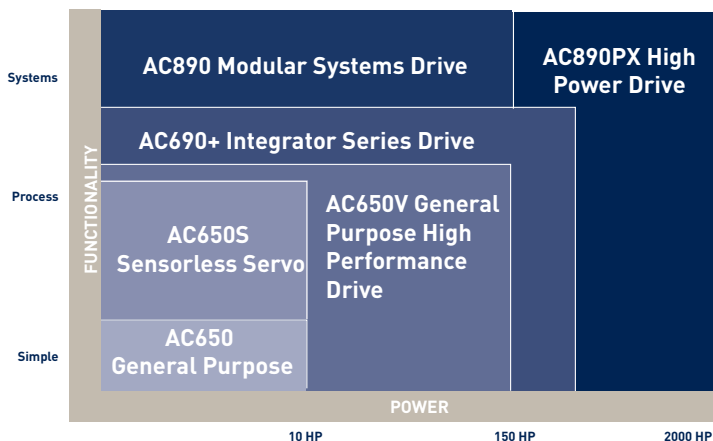 Systems
AC890 Modular Systems Drive
AC890PX High
Power Drive
AC690+ Integrator Series Drive
FUNCTIONALITY
Process
AC650V General
Purpose High
Performance
Drive
AC650S
Sensorless Servo
Simple
AC650
General Purpose
POWER
10 HP
150 HP
2000 HP